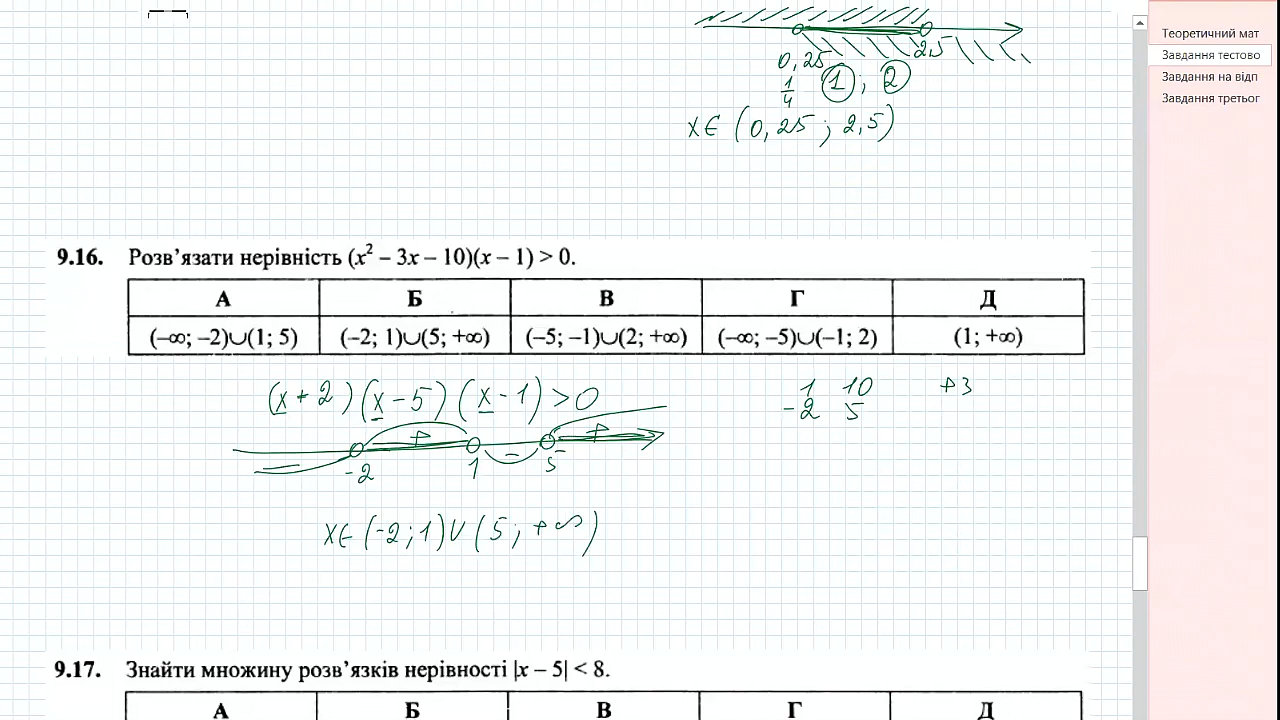 0,25 2,5
1/4 1 ; 2
x∈ (0,25 ; 2,5)
Теоретичний мат
Завдання тестово
Завдання на відп
Завдання третьог
9.16. Розв’язати нерівність (x² – 3x – 10)(x – 1) > 0.
А Б В Г Д
(–∞; –2)∪(1; 5) (–2; 1)∪(5; +∞) (–5; –1)∪(2; +∞) (–∞; –5)∪(–1; 2) (1; +∞)
(x + 2)(x – 5)(x – 1) > 0 1 10 +3
-2 5
– + – +
-2 1 5
x∈ (-2 ; 1) ∪ (5 ; +∞)
9.17. Знайти множину розв’язків нерівності |x – 5| < 8.
А Б В Г Д